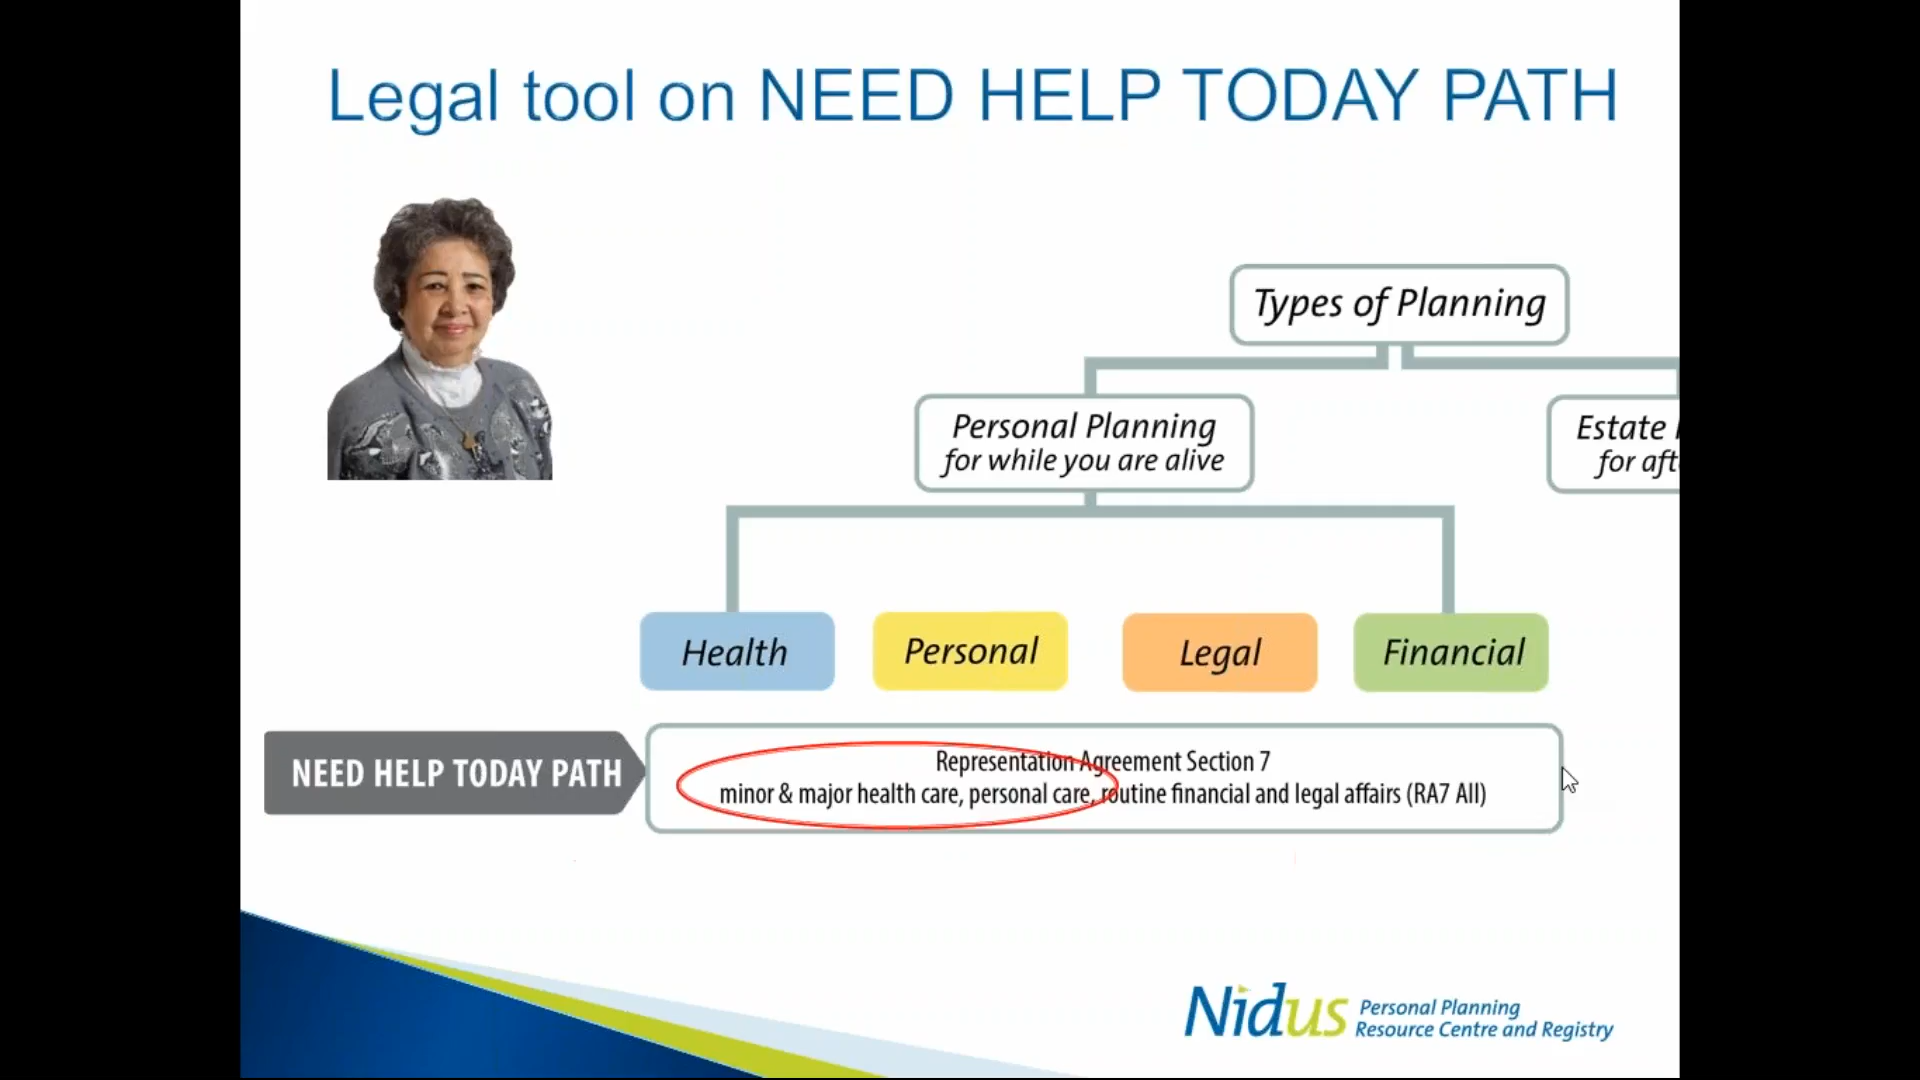 Legal tool on NEED HELP TODAY PATH
Types of Planning
Personal Planning
for while you are alive
Estate
for
Health
Personal
Legal
Financial
NEED HELP TODAY PATH
Representation Agreement Section 7
minor & major health care, personal care, routine financial and legal affairs (RA7 All)
Nidus Personal Planning
Resource Centre and Registry